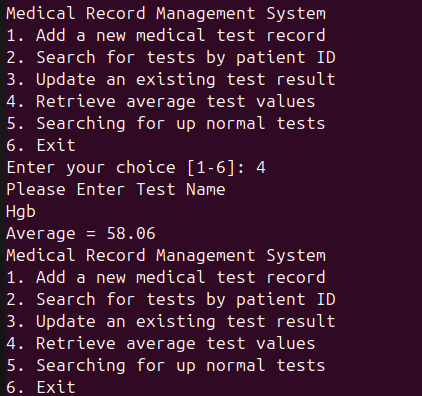 Medical Record Management System
1. Add a new medical test record
2. Search for tests by patient ID
3. Update an existing test result
4. Retrieve average test values
5. Searching for up normal tests
6. Exit
Enter your choice [1-6]: 4
Please Enter Test Name
Hgb
Average = 58.06
Medical Record Management System
1. Add a new medical test record
2. Search for tests by patient ID
3. Update an existing test result
4. Retrieve average test values
5. Searching for up normal tests
6. Exit